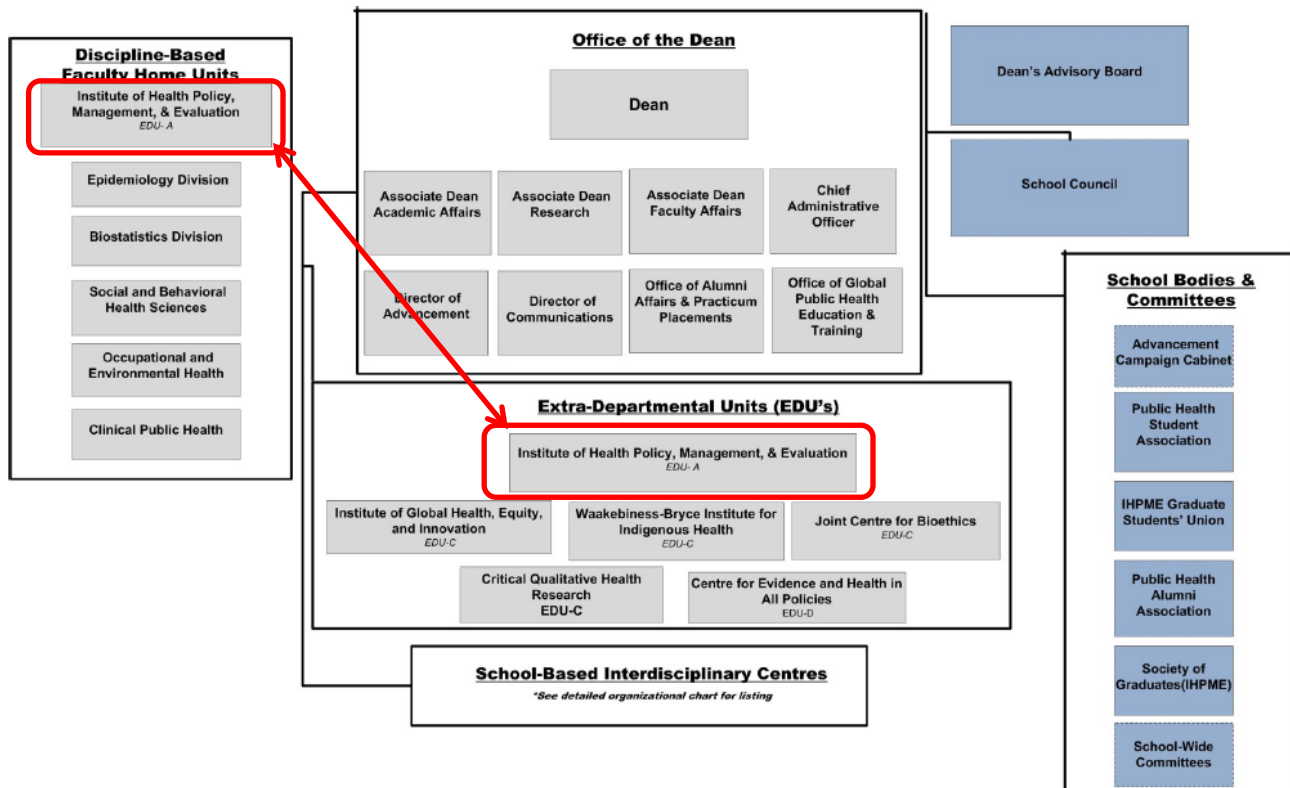 Discipline-Based
Faculty Home Units
Institute of Health Policy,
Management, & Evaluation
EDU- A
Epidemiology Division
Biostatistics Division
Social and Behavioral
Health Sciences
Occupational and
Environmental Health
Clinical Public Health
Office of the Dean
Dean
Associate Dean
Academic Affairs
Associate Dean
Research
Associate Dean
Faculty Affairs
Chief
Administrative
Officer
Director of
Advancement
Director of
Communications
Office of Alumni
Affairs & Practicum
Placements
Office of Global
Public Health
Education &
Training
Extra-Departmental Units (EDU's)
Institute of Health Policy, Management, & Evaluation
EDU- A
Institute of Global Health, Equity,
and Innovation
EDU-C
Waakebiness-Bryce Institute for
Indigenous Health
EDU-C
Joint Centre for Bioethics
EDU-C
Critical Qualitative Health
Research
EDU-C
Centre for Evidence and Health in
All Policies
EDU-D
School-Based Interdisciplinary Centres
*See detailed organizational chart for listing
Dean's Advisory Board
School Council
School Bodies &
Committees
Advancement
Campaign Cabinet
Public Health
Student
Association
IHPME Graduate
Students' Union
Public Health
Alumni
Association
Society of
Graduates(IHPME)
School-Wide
Committees